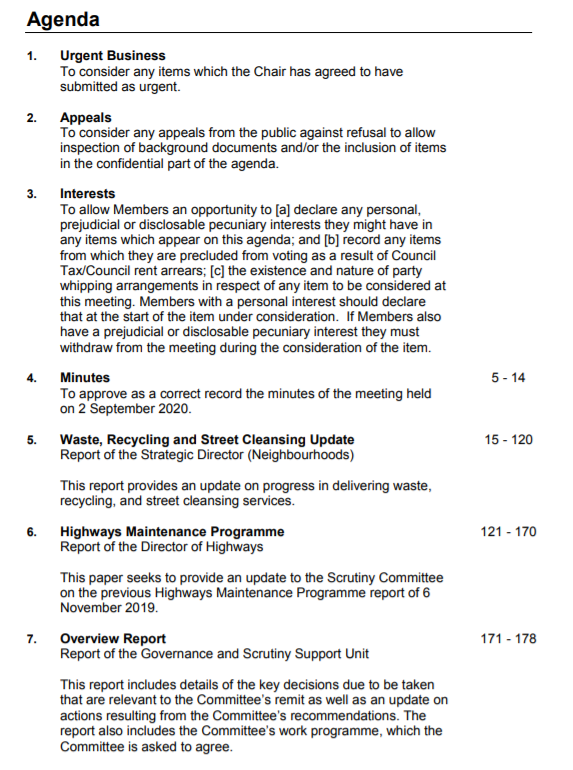 Agenda
1. Urgent Business
To consider any items which the Chair has agreed to have
submitted as urgent.
2. Appeals
To consider any appeals from the public against refusal to allow
inspection of background documents and/or the inclusion of items
in the confidential part of the agenda.
3. Interests
To allow Members an opportunity to [a] declare any personal,
prejudicial or disclosable pecuniary interests they might have in
any items which appear on this agenda; and [b] record any items
from which they are precluded from voting as a result of Council
Tax/Council rent arrears; [c] the existence and nature of party
whipping arrangements in respect of any item to be considered at
this meeting. Members with a personal interest should declare
that at the start of the item under consideration.  If Members also
have a prejudicial or disclosable pecuniary interest they must
withdraw from the meeting during the consideration of the item.
4. Minutes 5 - 14
To approve as a correct record the minutes of the meeting held
on 2 September 2020.
5. Waste, Recycling and Street Cleansing Update 15 - 120
Report of the Strategic Director (Neighbourhoods)
This report provides an update on progress in delivering waste,
recycling, and street cleansing services.
6. Highways Maintenance Programme 121 - 170
Report of the Director of Highways
This paper seeks to provide an update to the Scrutiny Committee
on the previous Highways Maintenance Programme report of 6
November 2019.
7. Overview Report 171 - 178
Report of the Governance and Scrutiny Support Unit
This report includes details of the key decisions due to be taken
that are relevant to the Committee's remit as well as an update on
actions resulting from the Committee's recommendations. The
report also includes the Committee's work programme, which the
Committee is asked to agree.